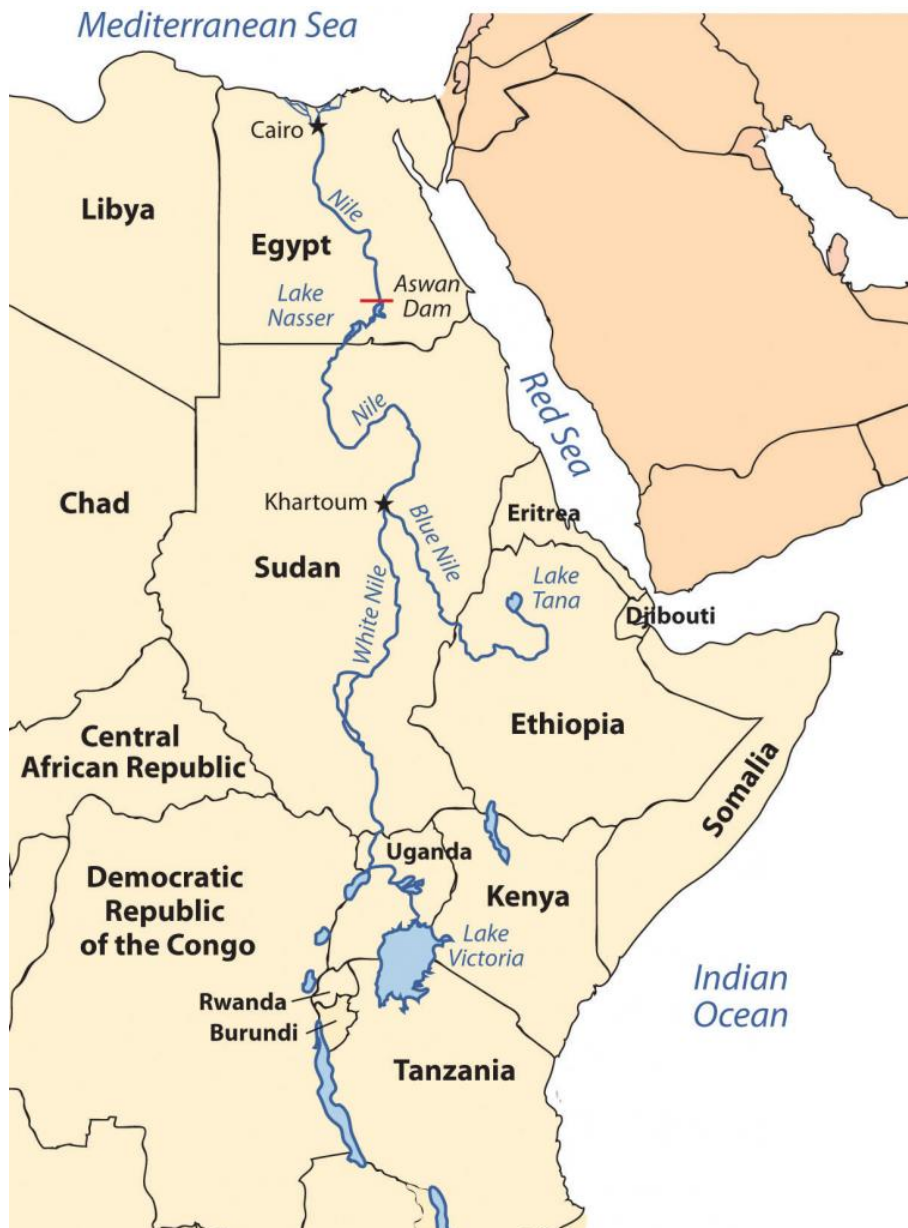 Mediterranean Sea
Cairo
Nile
Libya
Egypt
Lake
Nasser
Aswan
Dam
Red Sea
Nile
Chad
Khartoum
Blue Nile
Eritrea
Sudan
White Nile
Lake
Tana
Djibouti
Ethiopia
Central
African Republic
Somalia
Uganda
Democratic
Republic
of the Congo
Kenya
Lake
Victoria
Rwanda
Burundi
Indian
Ocean
Tanzania